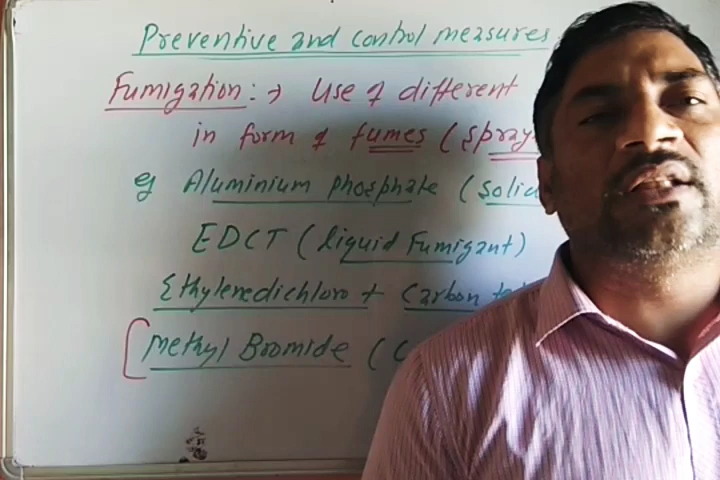 Preventive and control measures
Fumigation :→ Use of different
in form of fumes (spray
eg Aluminium Phosphate (solid
EDCT (liquid Fumigant)
Ethylenedichloro + Carbon
Methyl Bromide (